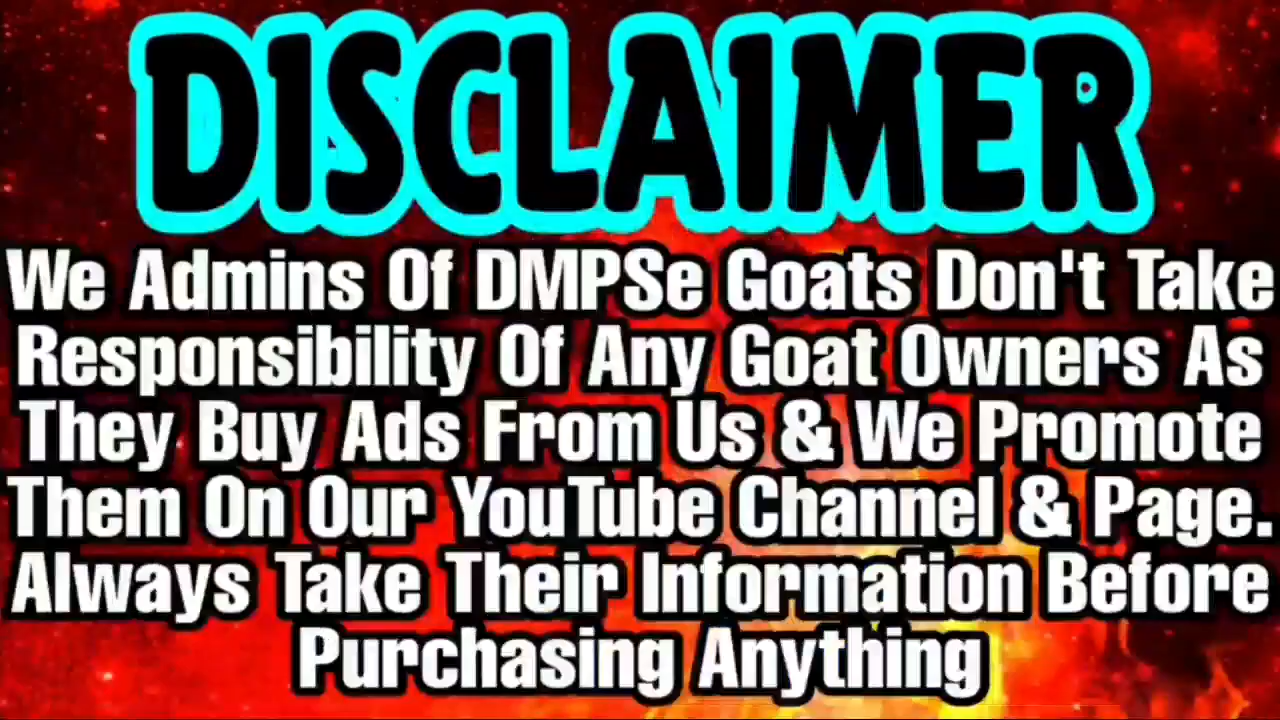 DISCLAIMER
We Admins Of DMPSe Goats Don't Take
Responsibility Of Any Goat Owners As
They Buy Ads From Us & We Promote
Them On Our YouTube Channel & Page.
Always Take Their Information Before
Purchasing Anything